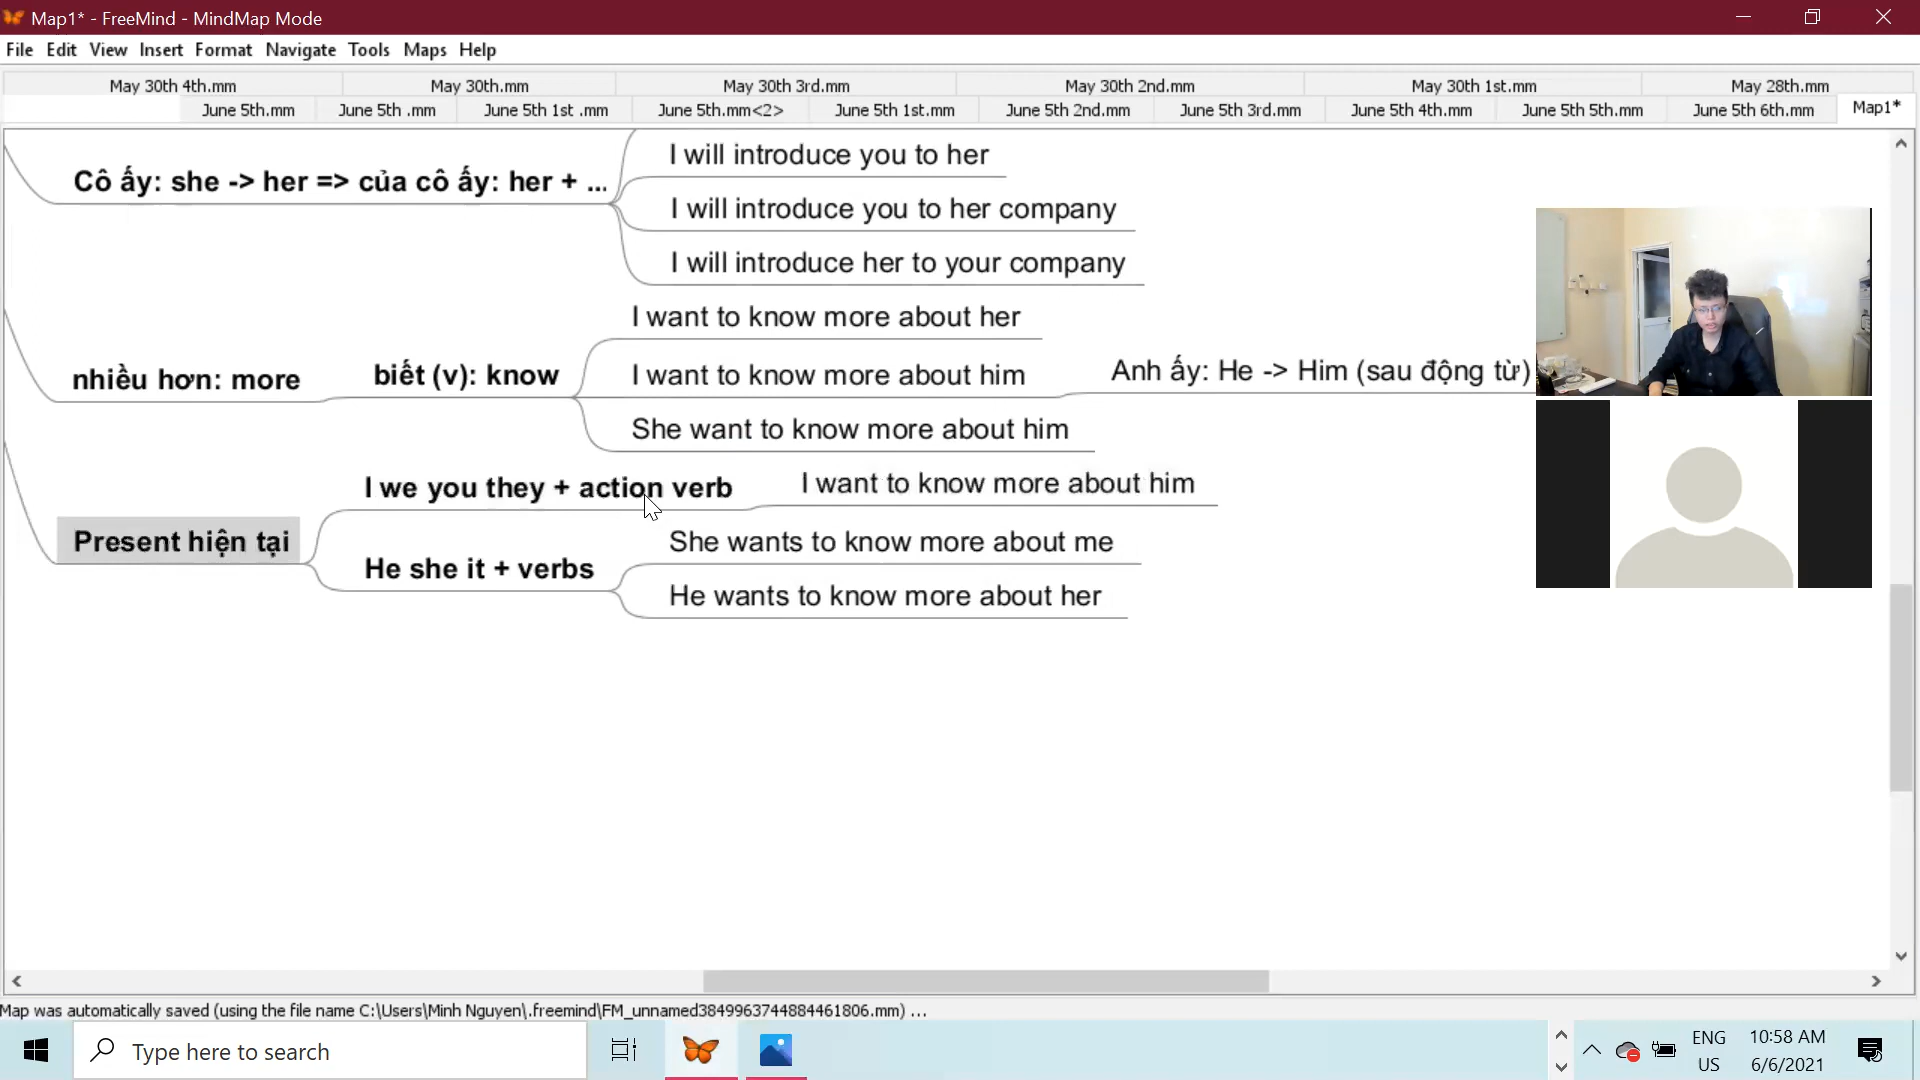 Map1* - FreeMind - MindMap Mode
File Edit View Insert Format Navigate Tools Maps Help
May 30th 4th.mm May 30th.mm May 30th 3rd.mm May 30th 2nd.mm May 30th 1st.mm May 28th.mm
June 5th.mm June 5th .mm June 5th 1st .mm June 5th.mm<2> June 5th 1st.mm June 5th 2nd.mm June 5th 3rd.mm June 5th 4th.mm June 5th 5th.mm June 5th 6th.mm Map1*
Cô ấy: she -> her => của cô ấy: her + ...
I will introduce you to her
I will introduce you to her company
I will introduce her to your company
nhiều hơn: more
biết (v): know
I want to know more about her
I want to know more about him
Anh ấy: He -> Him (sau động từ)
She want to know more about him
Present hiện tại
I we you they + action verb
I want to know more about him
He she it + verbs
She wants to know more about me
He wants to know more about her
Map was automatically saved (using the file name C:\Users\Minh Nguyen\.freemind\FM_unnamed3849963744884461806.mm) ...
Type here to search
ENG
US
10:58 AM
6/6/2021